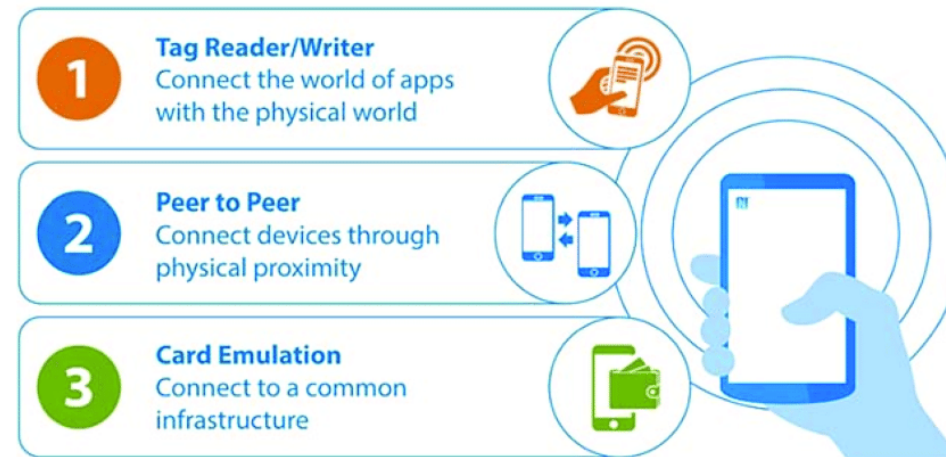 1
Tag Reader/Writer
Connect the world of apps
with the physical world
2
Peer to Peer
Connect devices through
physical proximity
3
Card Emulation
Connect to a common
infrastructure